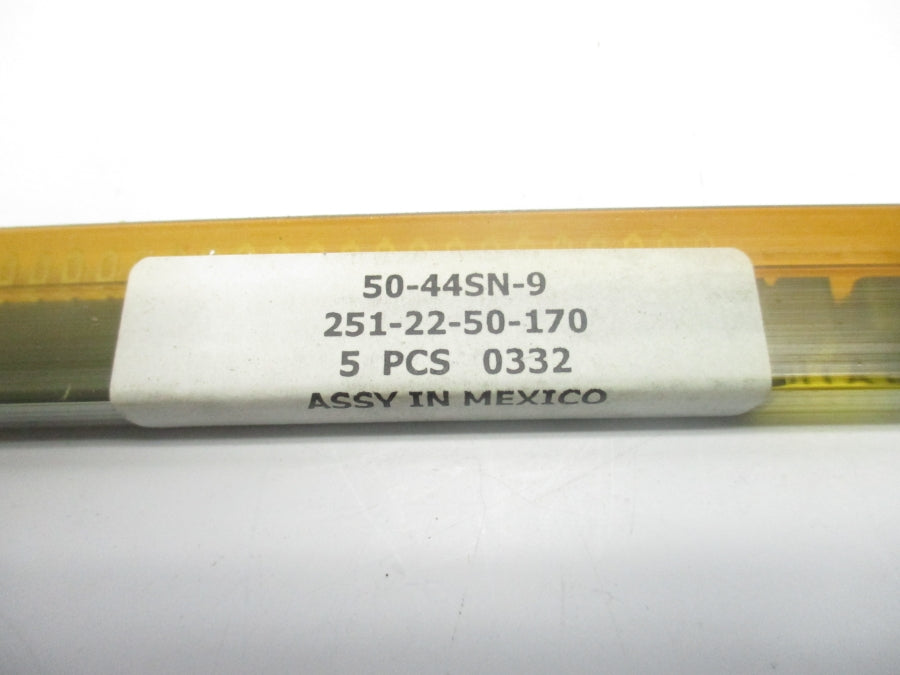 50-44SN-9
251-22-50-170
5 PCS 0332
ASSY IN MEXICO